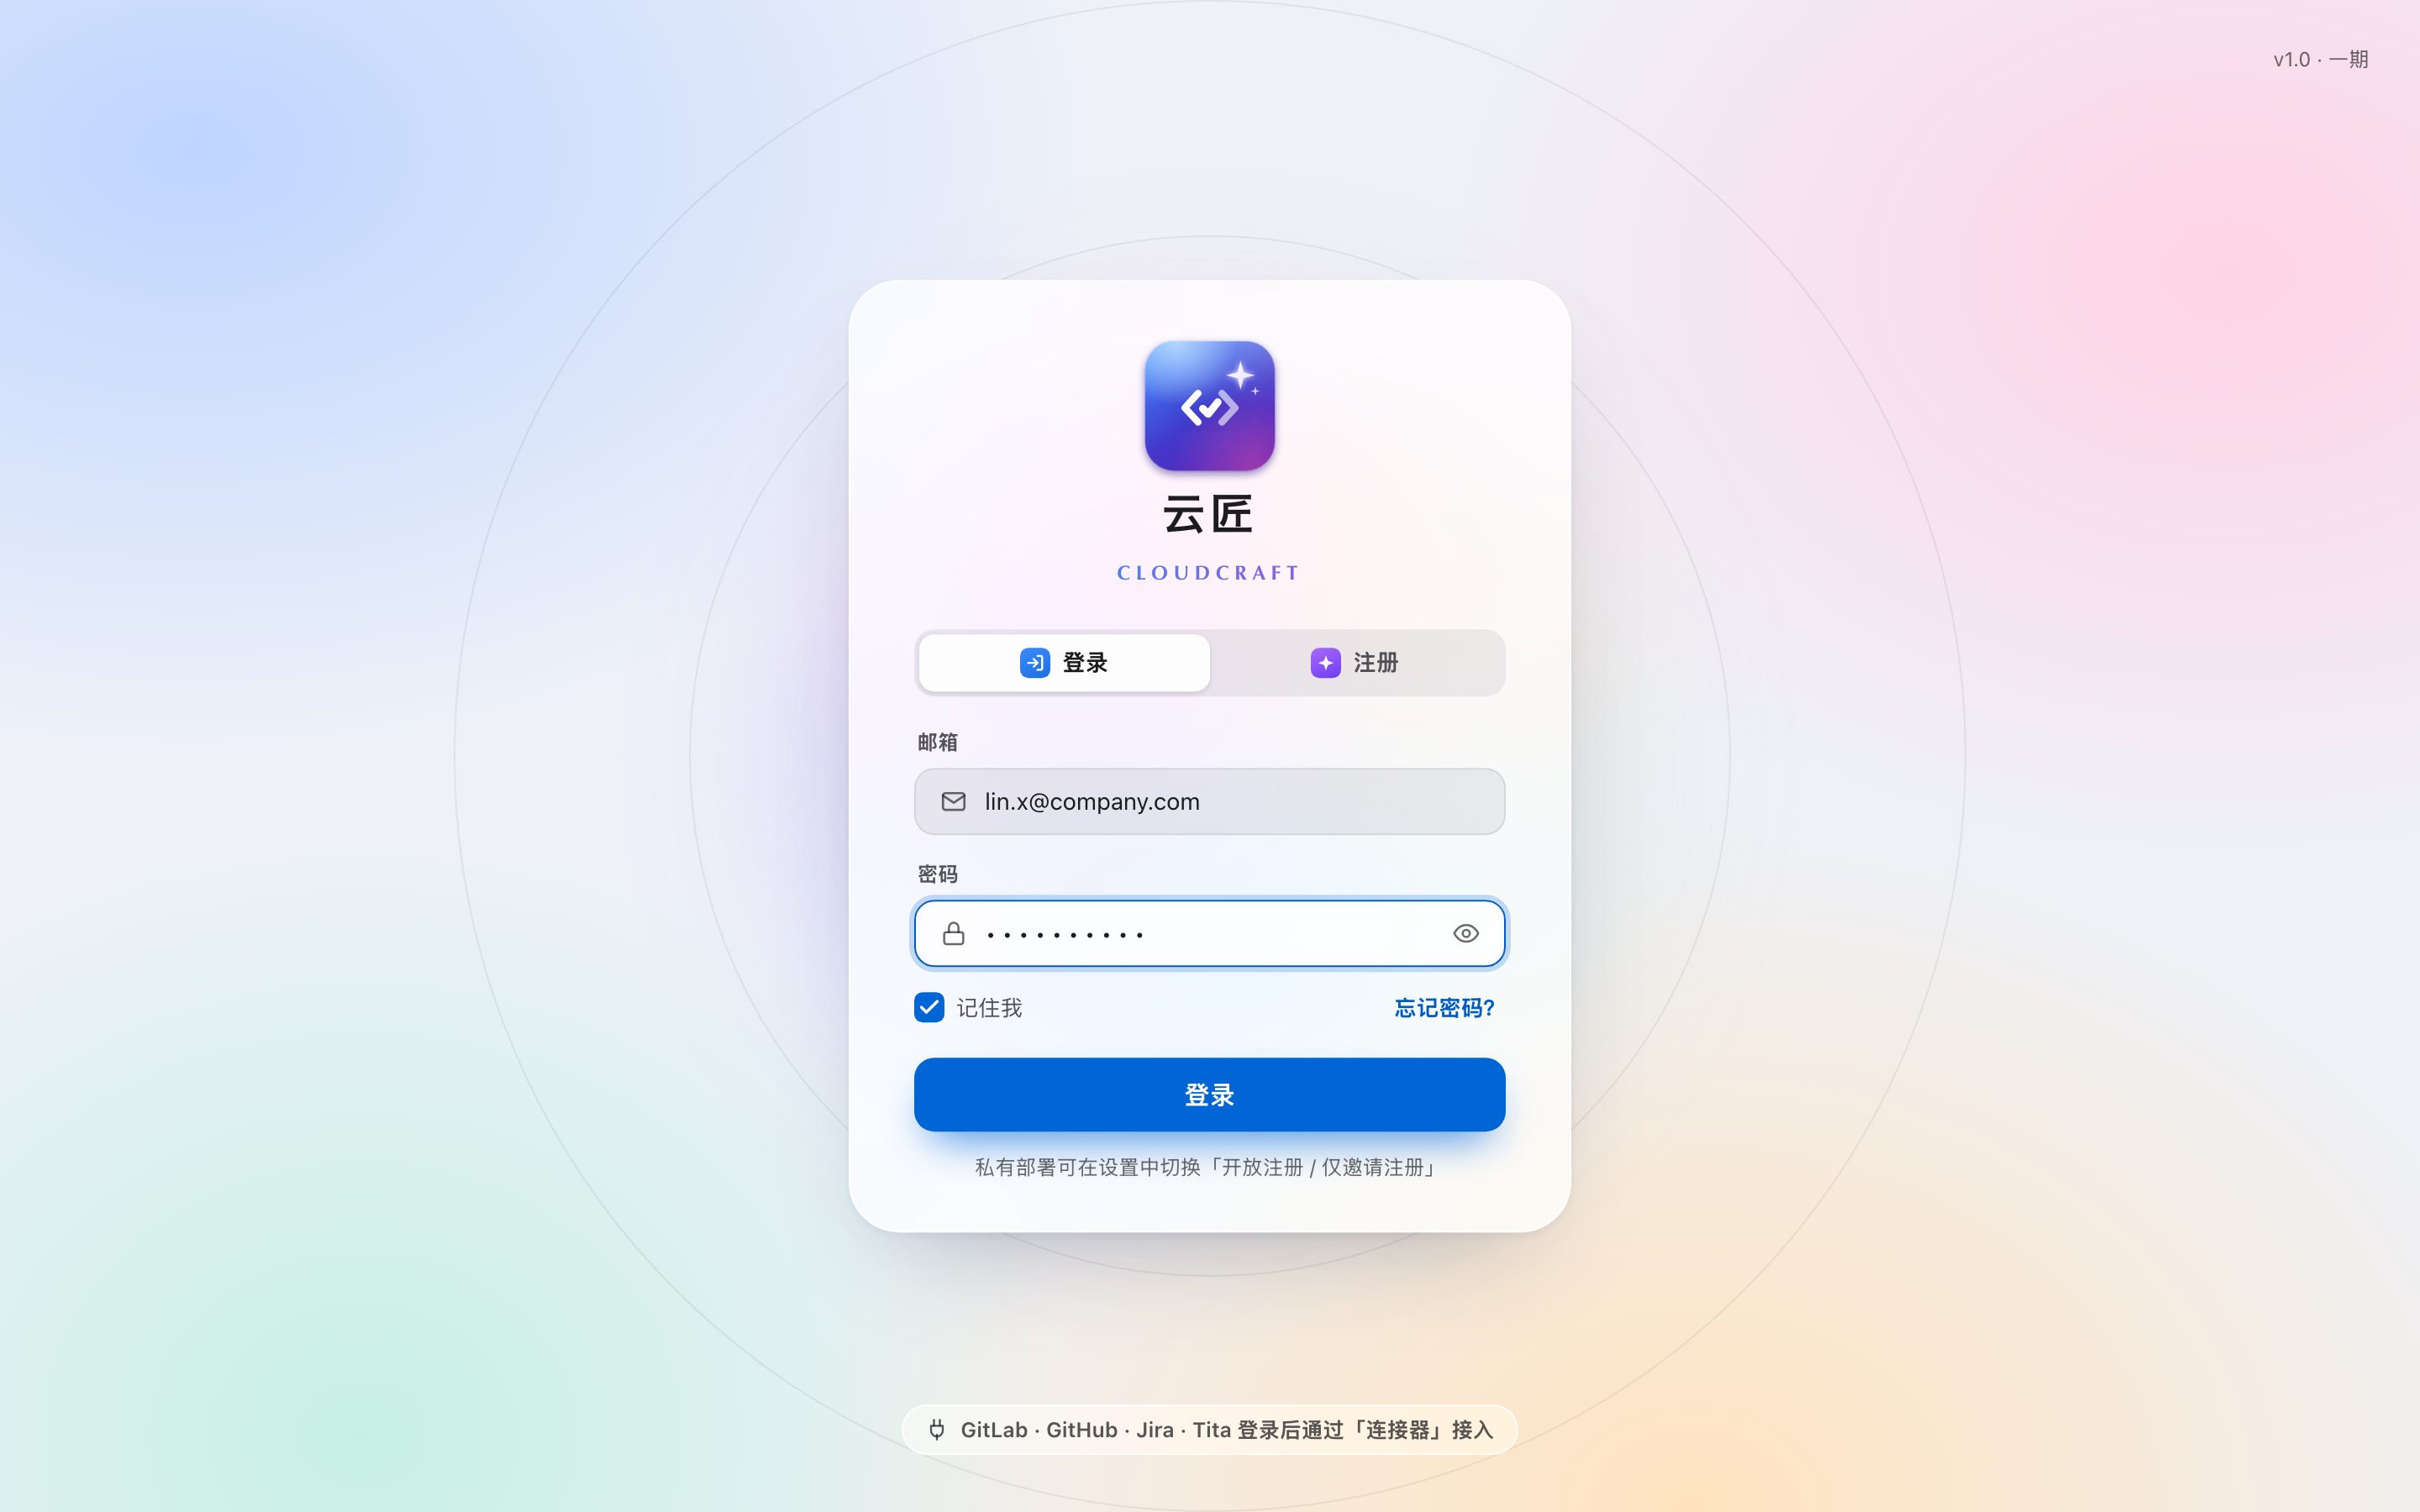 v1.0 · 一期
云匠
CLOUDCRAFT
登录
注册
邮箱
lin.x@company.com
密码
••••••••••
记住我
忘记密码?
登录
私有部署可在设置中切换「开放注册 / 仅邀请注册」
GitLab · GitHub · Jira · Tita 登录后通过「连接器」接入